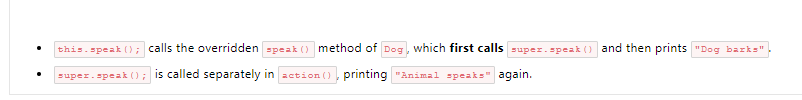 • this.speak(); calls the overridden speak() method of Dog, which first calls super.speak() and then prints "Dog barks".
• super.speak(); is called separately in action(), printing "Animal speaks" again.